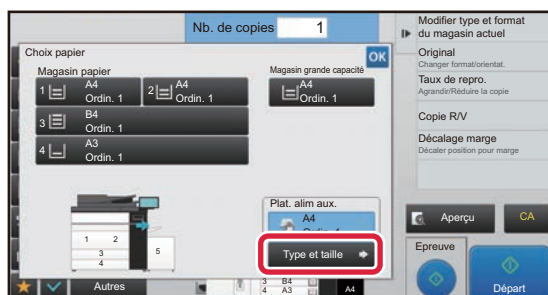 Nb. de copies 1
Choix papier
OK
Magasin papier
Magasin grande capacité
1 A4
Ordin. 1
2 A4
Ordin. 1
A4
Ordin. 1
3 B4
Ordin. 1
4 A3
Ordin. 1
Plat. alim aux.
A4
Type et taille
1 2
3
4
5
Autres
3 B4
4 A3
A4
Modifier type et format
du magasin actuel
Original
Changer format/orientat.
Taux de repro.
Agrandir/Réduire la copie
Copie R/V
Décalage marge
Décaler position pour marge
Aperçu
CA
Epreuve
Départ